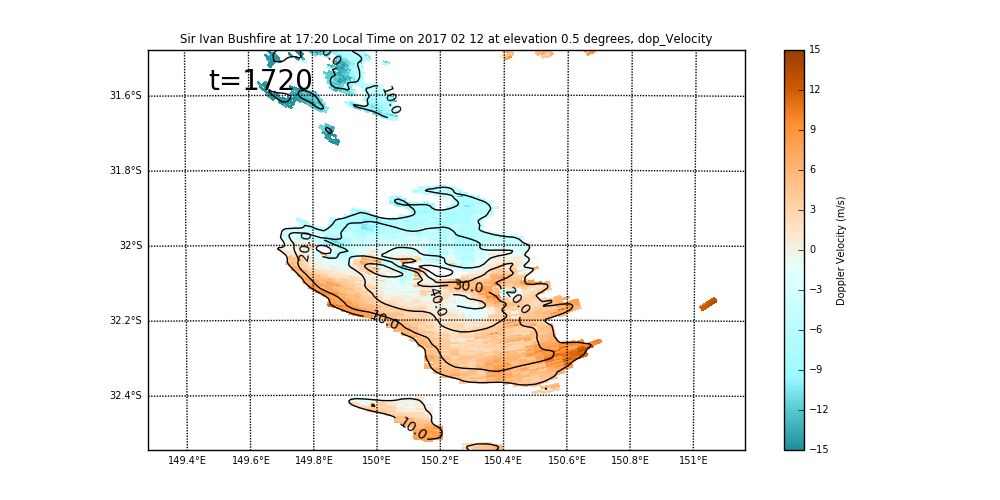 Sir Ivan Bushfire at 17:20 Local Time on 2017 02 12 at elevation 0.5 degrees, dop_Velocity
t=1720
0
10.0
0
20.0
30.0
40.0
20.0
10.0
10.0
31.6°S
31.8°S
32°S
32.2°S
32.4°S
149.4°E 149.6°E 149.8°E 150°E 150.2°E 150.4°E 150.6°E 150.8°E 151°E
15
12
9
6
3
0
−3
−6
−9
−12
−15
Doppler Velocity (m/s)